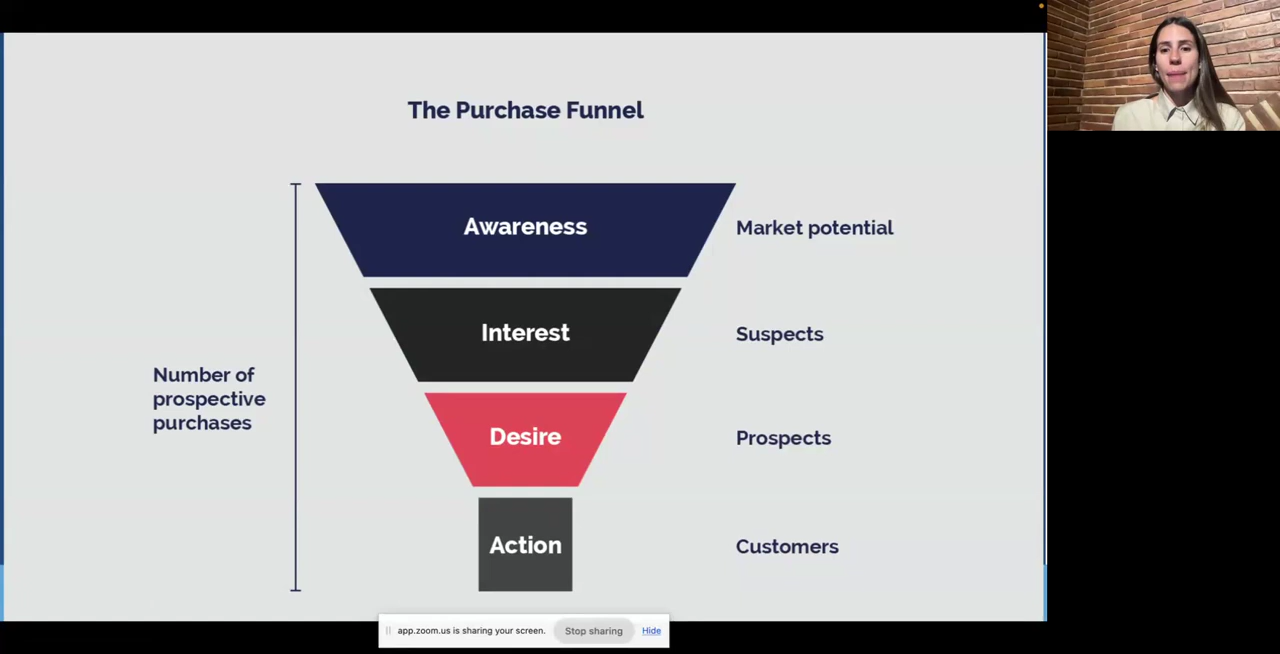 The Purchase Funnel
Awareness
Market potential
Interest
Suspects
Number of
prospective
purchases
Desire
Prospects
Action
Customers
app.zoom.us is sharing your screen.
Stop sharing
Hide